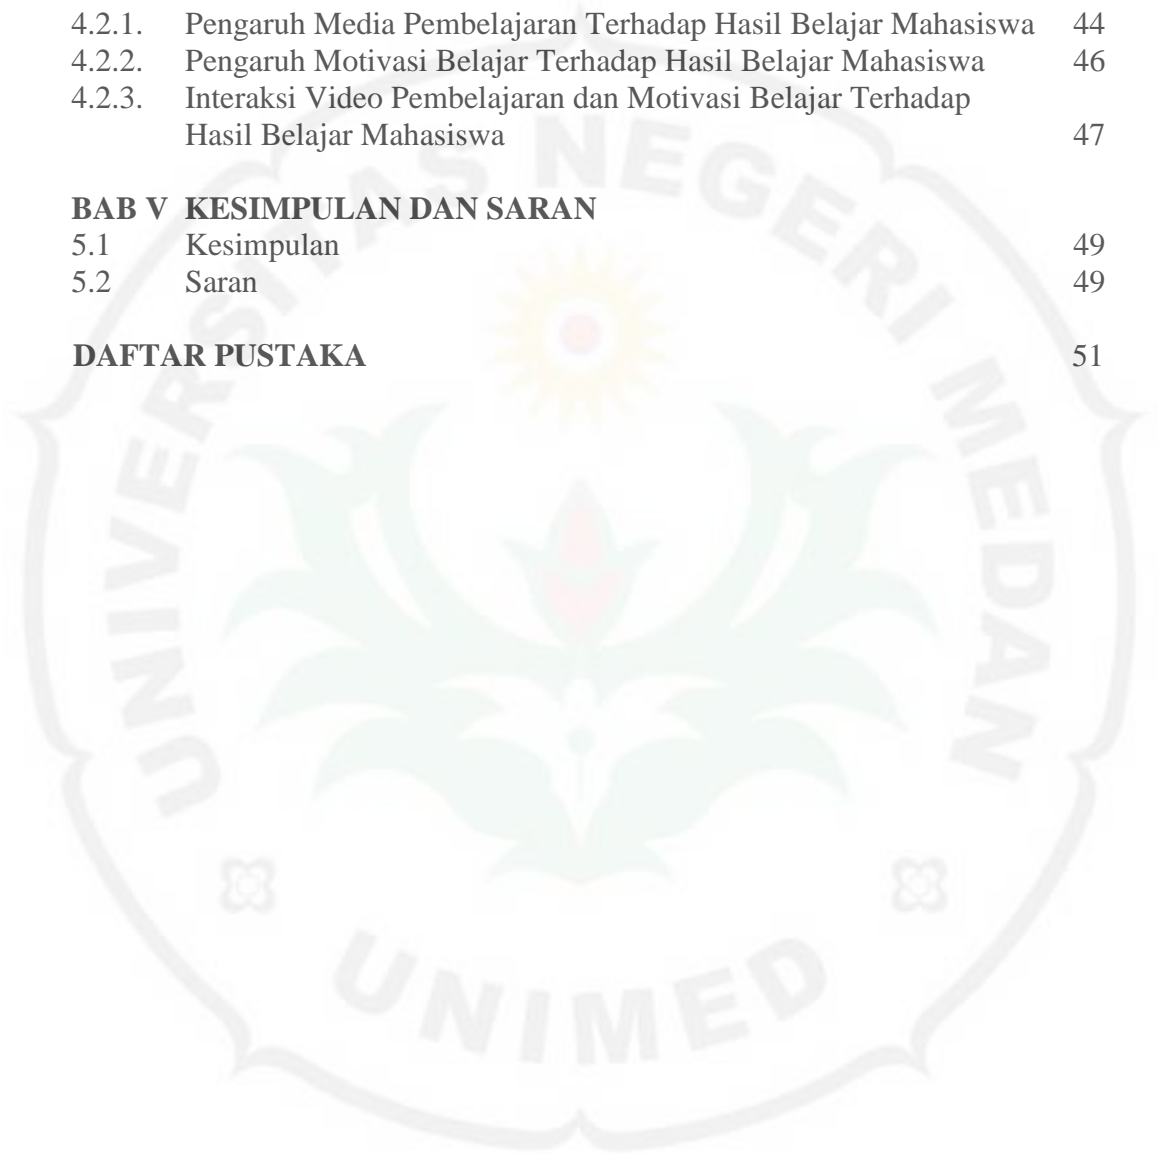 4.2.1. Pengaruh Media Pembelajaran Terhadap Hasil Belajar Mahasiswa 44
4.2.2. Pengaruh Motivasi Belajar Terhadap Hasil Belajar Mahasiswa 46
4.2.3. Interaksi Video Pembelajaran dan Motivasi Belajar Terhadap
Hasil Belajar Mahasiswa 47
BAB V KESIMPULAN DAN SARAN
5.1 Kesimpulan 49
5.2 Saran 49
DAFTAR PUSTAKA 51
UNIVERSITAS NEGERI MEDAN
UNIMED